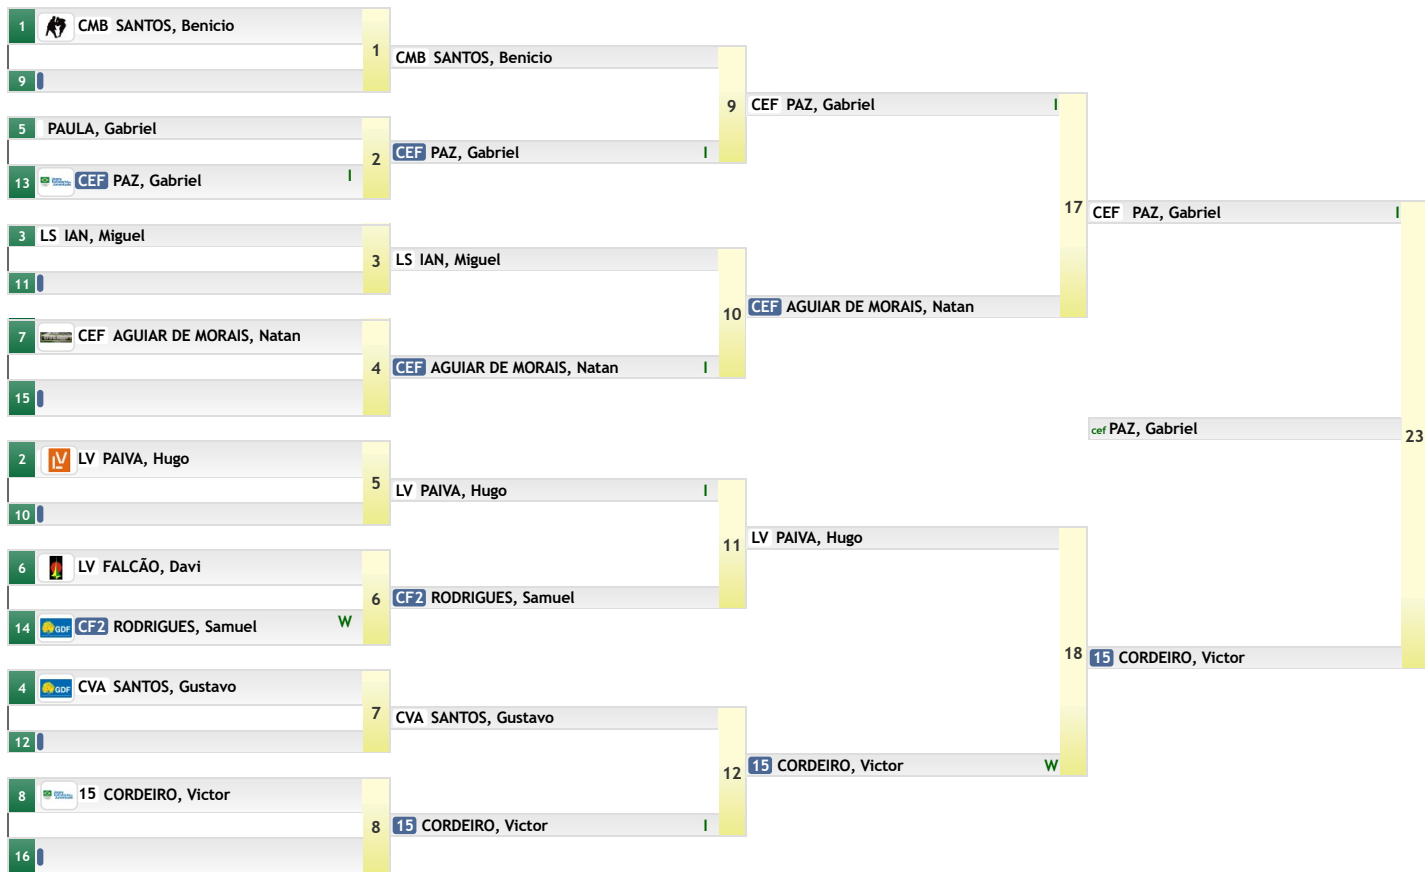 1 CMB SANTOS, Benicio
1
9
5 PAULA, Gabriel
2
13 CEF PAZ, Gabriel I
3 LS IAN, Miguel
3
11
7 CEF AGUIAR DE MORAIS, Natan
4
15
2 LV LV PAIVA, Hugo
5
10
6 LV FALCÃO, Davi
6
14 GDF CF2 RODRIGUES, Samuel W
4 GDF CVA SANTOS, Gustavo
7
12
8 15 CORDEIRO, Victor
8
16
CMB SANTOS, Benicio
9
CEF PAZ, Gabriel I
LS IAN, Miguel
10
CEF AGUIAR DE MORAIS, Natan I
LV PAIVA, Hugo I
11
CF2 RODRIGUES, Samuel
CVA SANTOS, Gustavo
12
15 CORDEIRO, Victor I
CEF PAZ, Gabriel I
17
CEF AGUIAR DE MORAIS, Natan
LV PAIVA, Hugo
18
15 CORDEIRO, Victor W
CEF PAZ, Gabriel I
cef PAZ, Gabriel
23
15 CORDEIRO, Victor